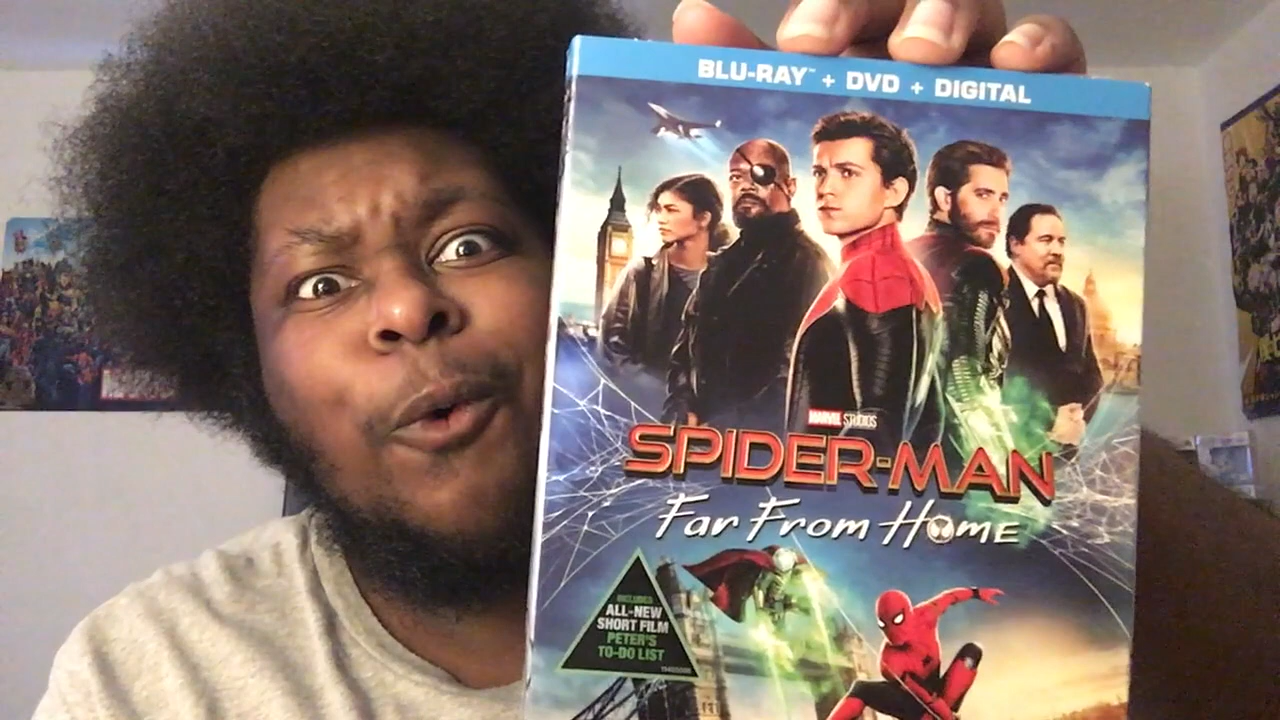 BLU-RAY™ + DVD + DIGITAL
MARVEL STUDIOS
SPIDER-MAN
Far From Home
INCLUDES
ALL-NEW
SHORT FILM
PETER'S
TO-DO LIST